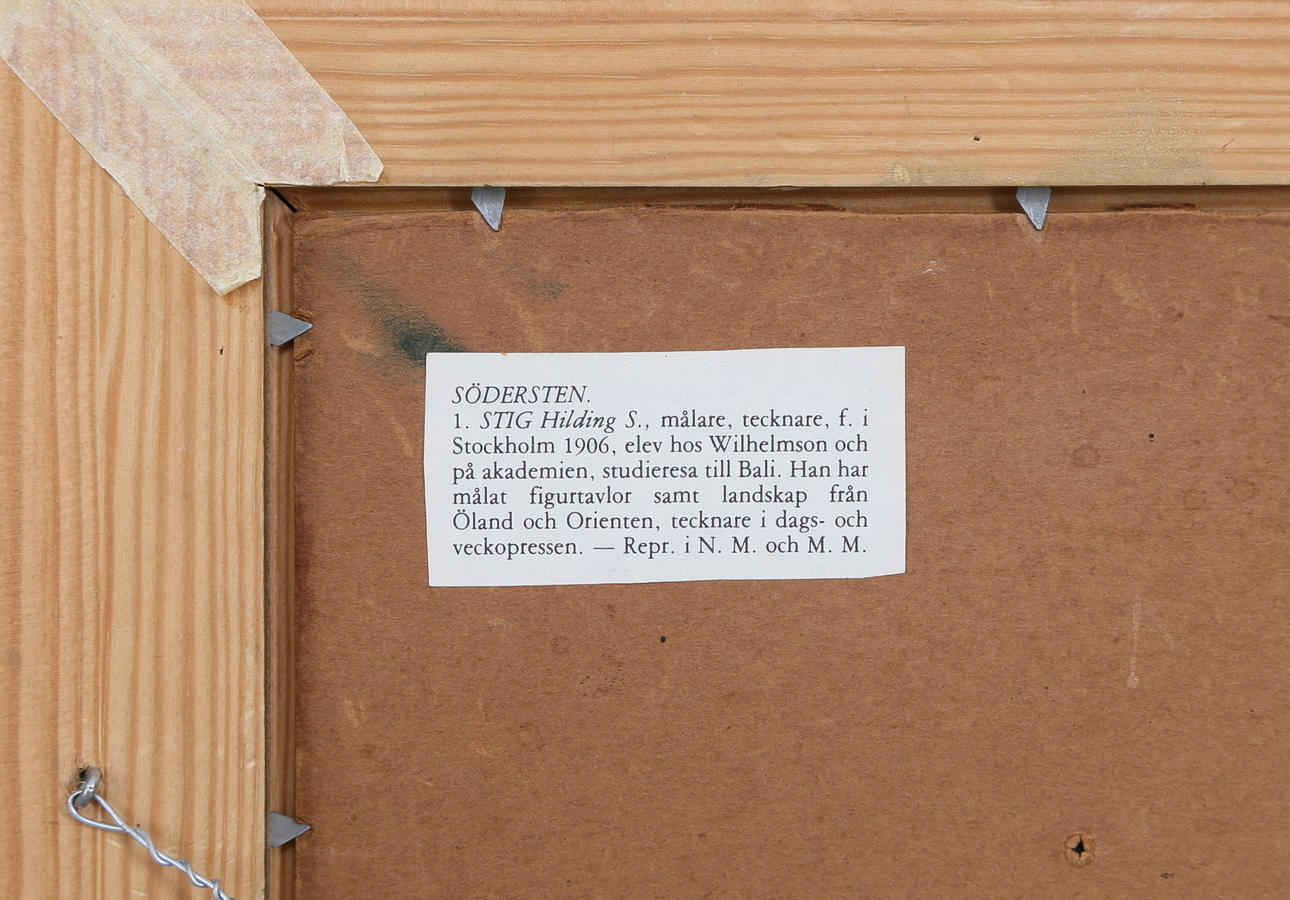 SÖDERSTEN.
1. STIG Hilding S., målare, tecknare, f. i
Stockholm 1906, elev hos Wilhelmson och
på akademien, studieresa till Bali. Han har
målat figurtavlor samt landskap från
Öland och Orienten, tecknare i dags- och
veckopressen. — Repr. i N. M. och M. M.